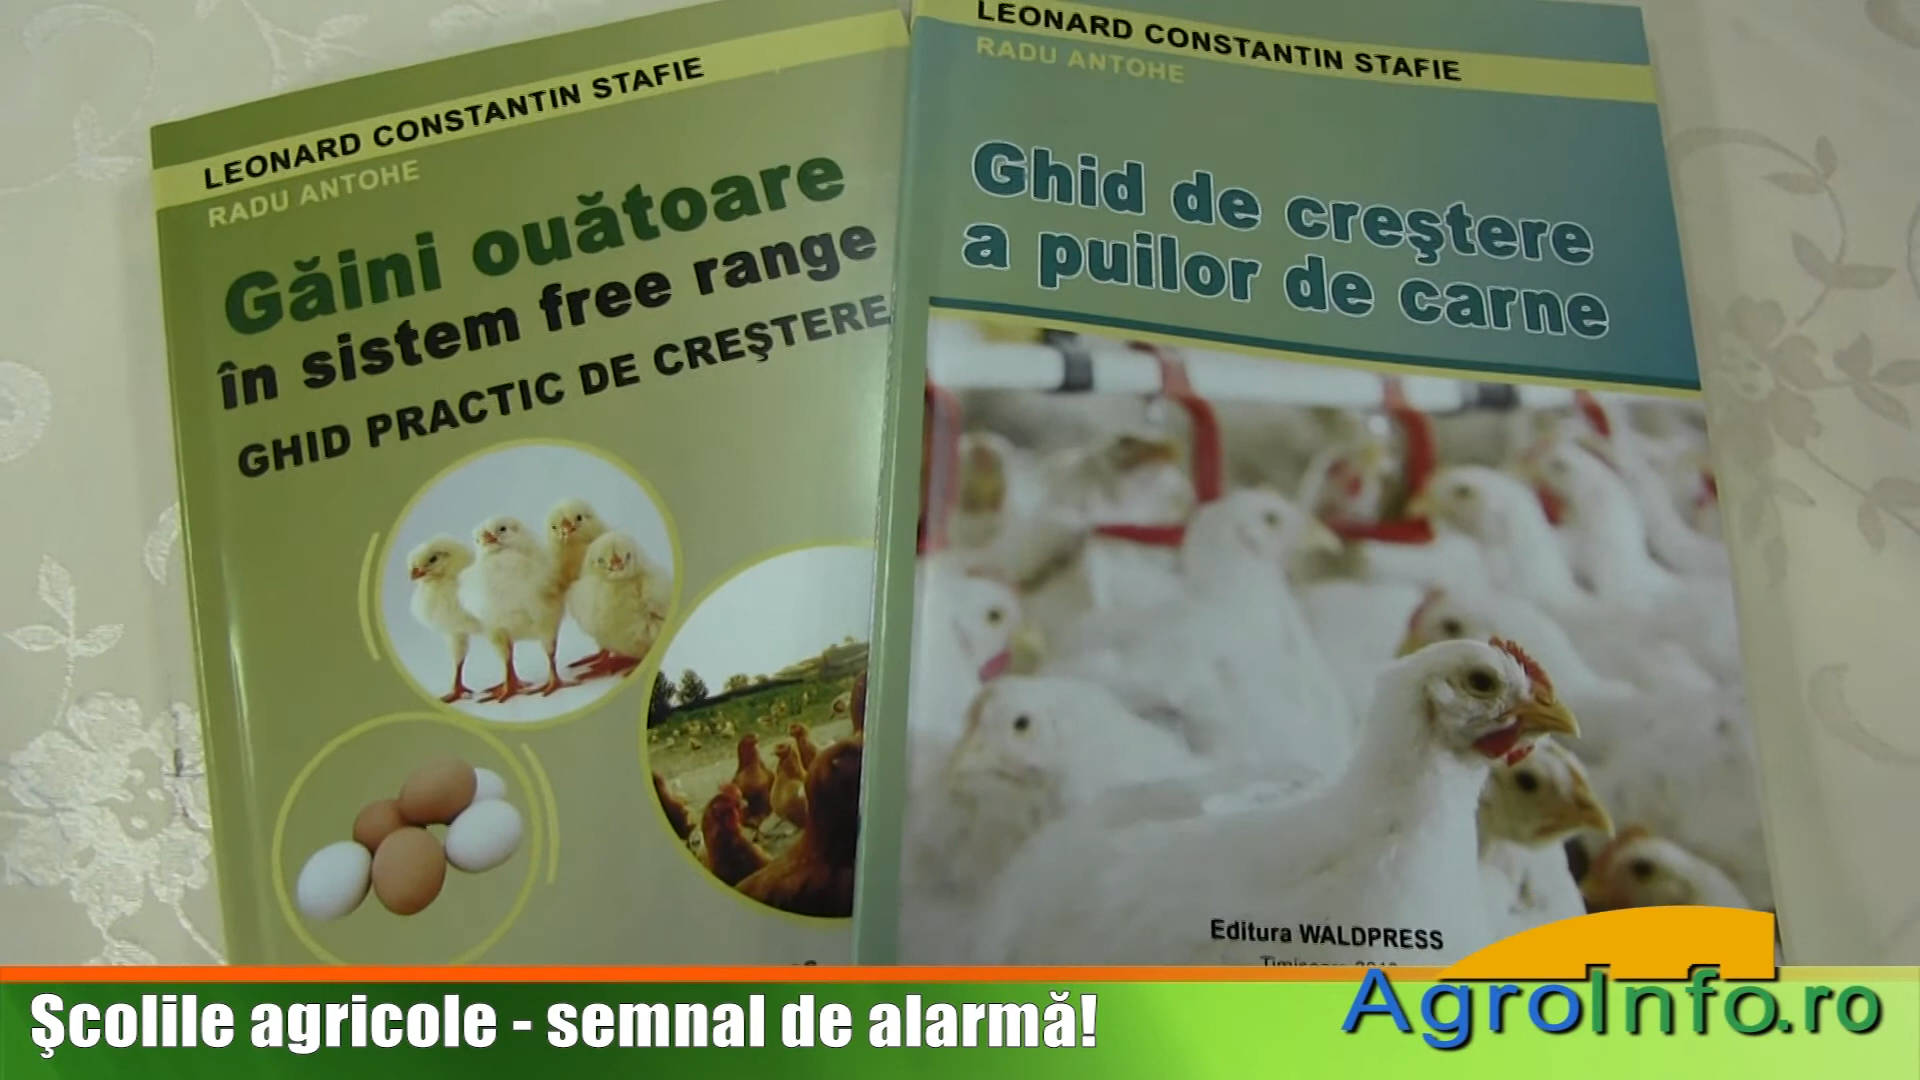 LEONARD CONSTANTIN STAFIE
RADU ANTOHE
Găini ouătoare
în sistem free range
GHID PRACTIC DE CREŞTERE
LEONARD CONSTANTIN STAFIE
RADU ANTOHE
Ghid de creştere
a puilor de carne
Editura WALDPRESS
Şcolile agricole - semnal de alarmă!
AgroInfo.ro